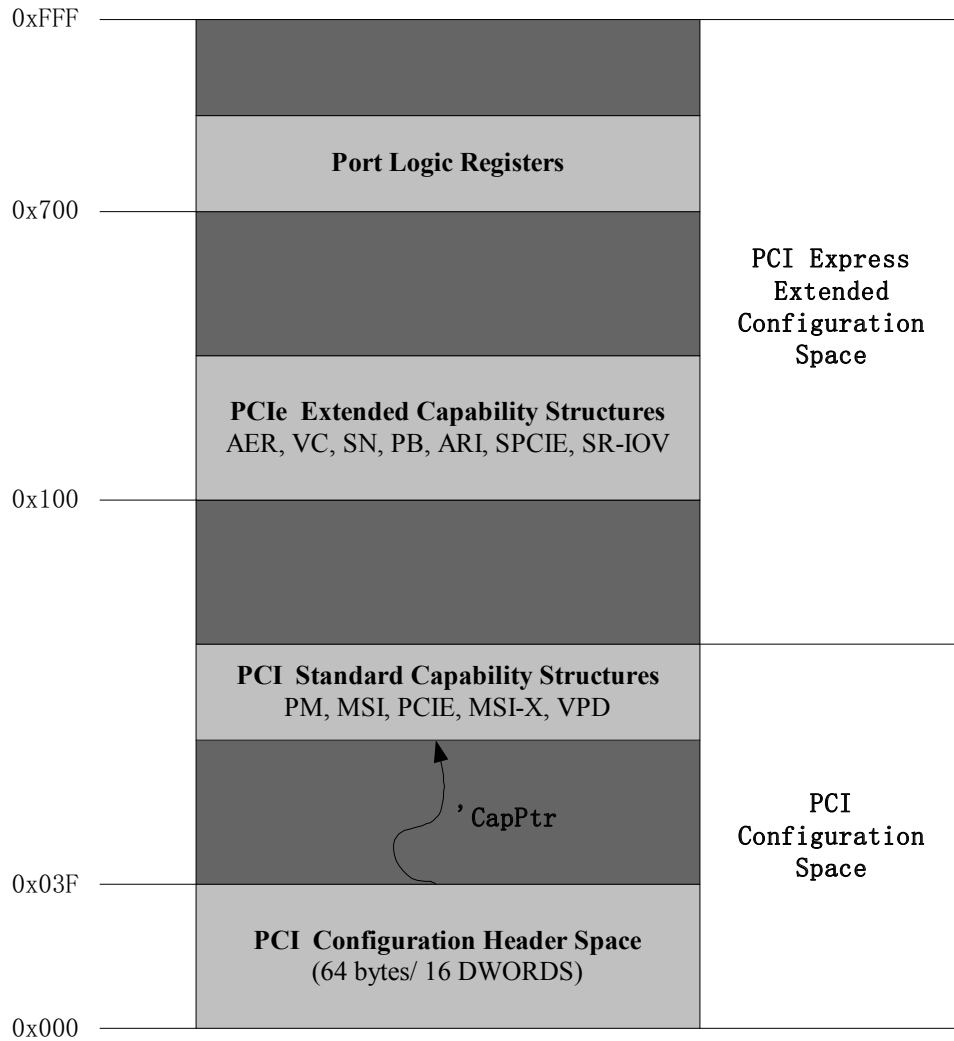 0xFFF
Port Logic Registers
0x700
PCI Express
Extended
Configuration
Space
PCIe Extended Capability Structures
AER, VC, SN, PB, ARI, SPCIE, SR-IOV
0x100
PCI Standard Capability Structures
PM, MSI, PCIE, MSI-X, VPD
’CapPtr
PCI
Configuration
Space
0x03F
PCI Configuration Header Space
(64 bytes/ 16 DWORDS)
0x000